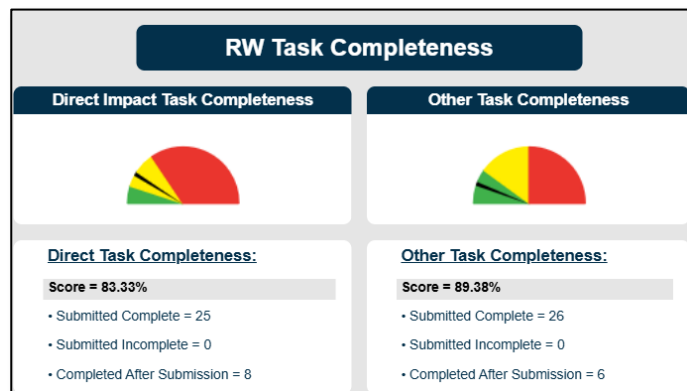 RW Task Completeness
Direct Impact Task Completeness
Other Task Completeness
Direct Task Completeness:
Score = 83.33%
• Submitted Complete = 25
• Submitted Incomplete = 0
• Completed After Submission = 8
Other Task Completeness:
Score = 89.38%
• Submitted Complete = 26
• Submitted Incomplete = 0
• Completed After Submission = 6